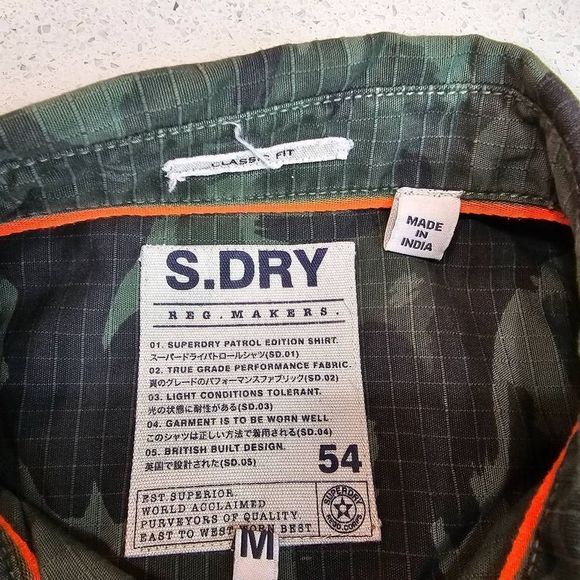 CLASSIC FIT
MADE
IN
INDIA
S.DRY
REG.MAKERS.
01. SUPERDRY PATROL EDITION SHIRT.
スーパードライパトロールシャツ(SD.01)
02. TRUE GRADE PERFORMANCE FABRIC.
真のグレードのパフォーマンスファブリック(SD.02)
03. LIGHT CONDITIONS TOLERANT.
光の状態に耐性がある(SD.03)
04. GARMENT IS TO BE WORN WELL
このシャツは正しい方法で着用される(SD.04)
05. BRITISH BUILT DESIGN.
英国で設計された(SD.05)
54
EST.SUPERIOR.
WORLD ACCLAIMED
PURVEYORS OF QUALITY
EAST TO WEST WORN BEST
SUPERDRY
M